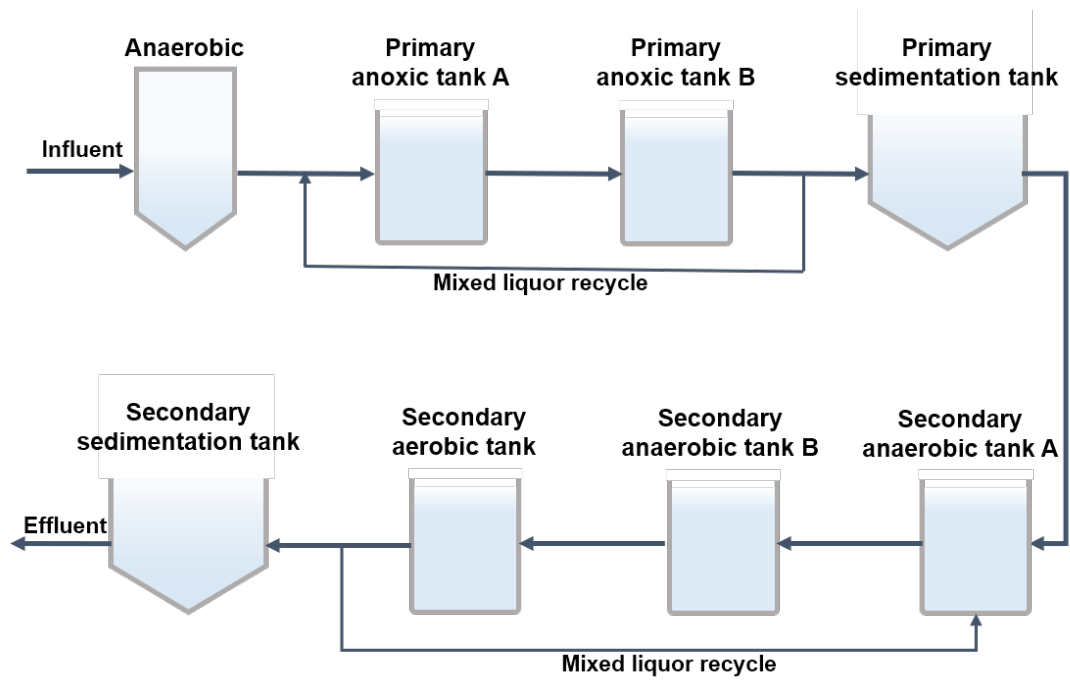 Anaerobic
Primary
anoxic tank A
Primary
anoxic tank B
Primary
sedimentation tank
Influent
Mixed liquor recycle
Secondary
sedimentation tank
Secondary
aerobic tank
Secondary
anaerobic tank B
Secondary
anaerobic tank A
Effluent
Mixed liquor recycle